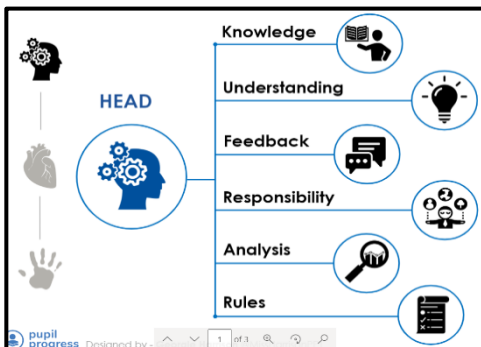 Knowledge
HEAD
Understanding
Feedback
Responsibility
Analysis
Rules
pupil
progress Designed by -
1 of 3